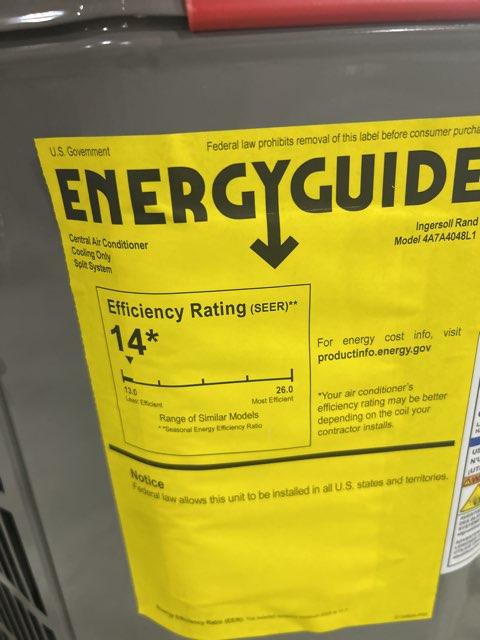 U.S. Government
Federal law prohibits removal of this label before consumer purcha
ENERGYGUIDE
Central Air Conditioner
Cooling Only
Split System
Ingersoll Rand
Model 4A7A4048L1
Efficiency Rating (SEER)**
14*
13.0
26.0
Least Efficient
Most Efficient
Range of Similar Models
**Seasonal Energy Efficiency Ratio
For energy cost info, visit
productinfo.energy.gov
*Your air conditioner's
efficiency rating may be better
depending on the coil your
contractor installs.
Notice
Federal law allows this unit to be installed in all U.S. states and territories.
Energy Efficiency Ratio (EER):